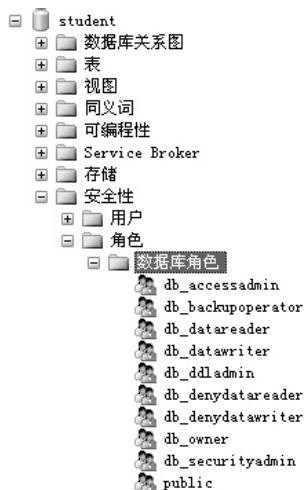 student
数据库关系图
表
视图
同义词
可编程性
Service Broker
存储
安全性
用户
角色
数据库角色
db_accessadmin
db_backupoperator
db_datareader
db_datawriter
db_ddladmin
db_denydatareader
db_denydatawriter
db_owner
db_securityadmin
public